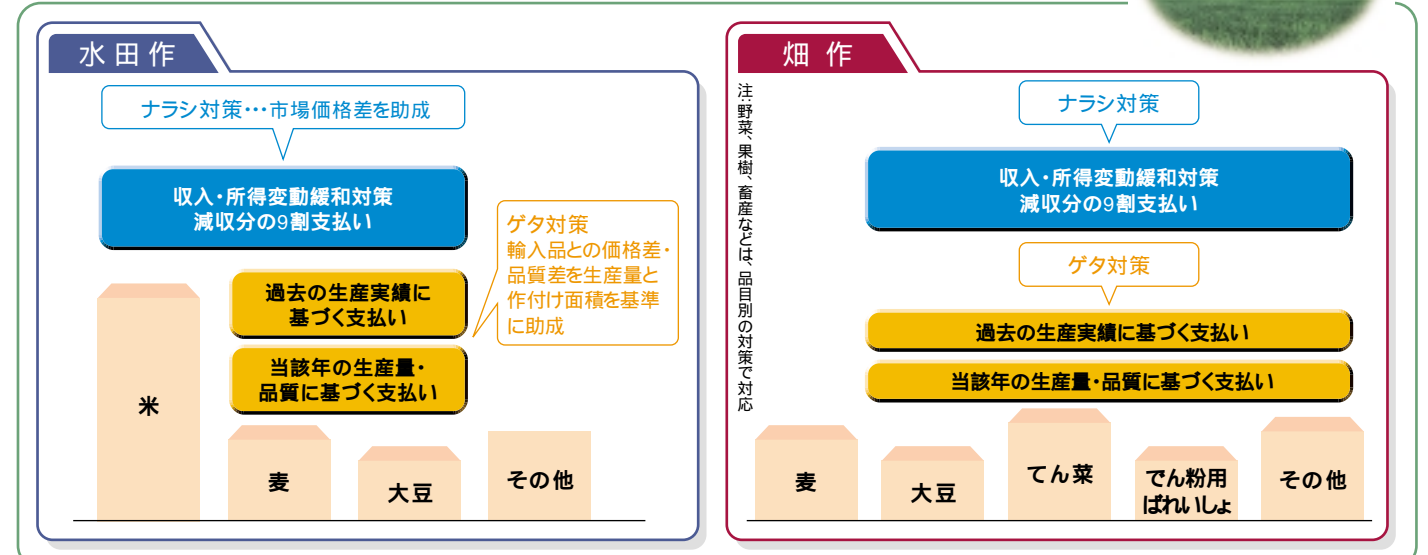 水田作
ナラシ対策…市場価格差を助成
収入・所得変動緩和対策
減収分の9割支払い
ゲタ対策
輸入品との価格差・
品質差を生産量と
作付け面積を基準
に助成
過去の生産実績に
基づく支払い
当該年の生産量・
品質に基づく支払い
米
麦
大豆
その他
畑作
注:野菜、果樹、畜産などは、品目別の対策で対応
ナラシ対策
収入・所得変動緩和対策
減収分の9割支払い
ゲタ対策
過去の生産実績に基づく支払い
当該年の生産量・品質に基づく支払い
麦
大豆
てん菜
でん粉用
ばれいしょ
その他